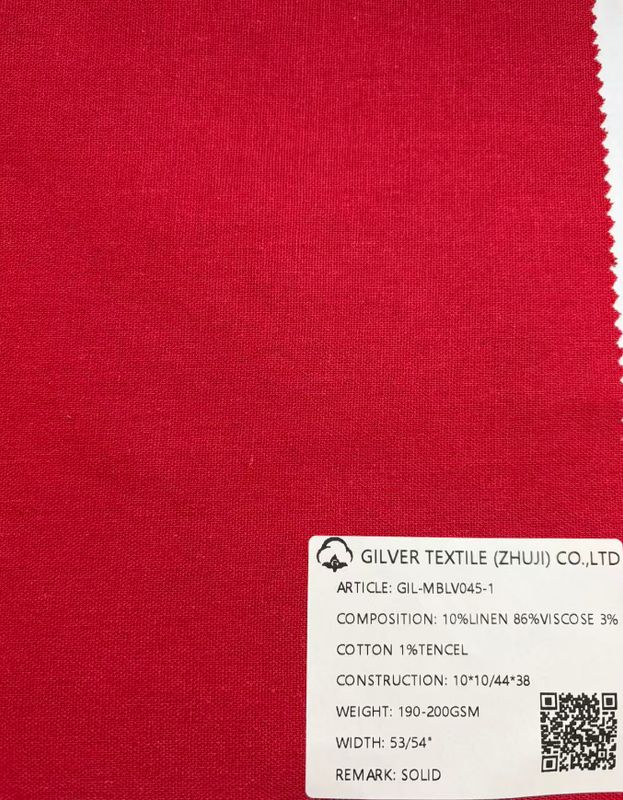 GILVER TEXTILE (ZHUJI) CO.,LTD
ARTICLE: GIL-MBLV045-1
COMPOSITION: 10%LINEN 86%VISCOSE 3%
COTTON 1%TENCEL
CONSTRUCTION: 10*10/44*38
WEIGHT: 190-200GSM
WIDTH: 53/54"
REMARK: SOLID